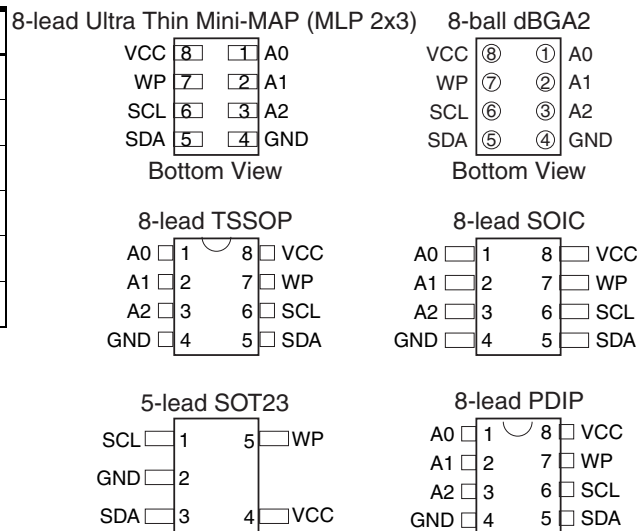 8-lead Ultra Thin Mini-MAP (MLP 2x3)
VCC 8 1 A0
WP 7 2 A1
SCL 6 3 A2
SDA 5 4 GND
Bottom View
8-ball dBGA2
VCC 8 1 A0
WP 7 2 A1
SCL 6 3 A2
SDA 5 4 GND
Bottom View
8-lead TSSOP
A0 1 8 VCC
A1 2 7 WP
A2 3 6 SCL
GND 4 5 SDA
8-lead SOIC
A0 1 8 VCC
A1 2 7 WP
A2 3 6 SCL
GND 4 5 SDA
5-lead SOT23
SCL 1 5 WP
GND 2
SDA 3 4 VCC
8-lead PDIP
A0 1 8 VCC
A1 2 7 WP
A2 3 6 SCL
GND 4 5 SDA